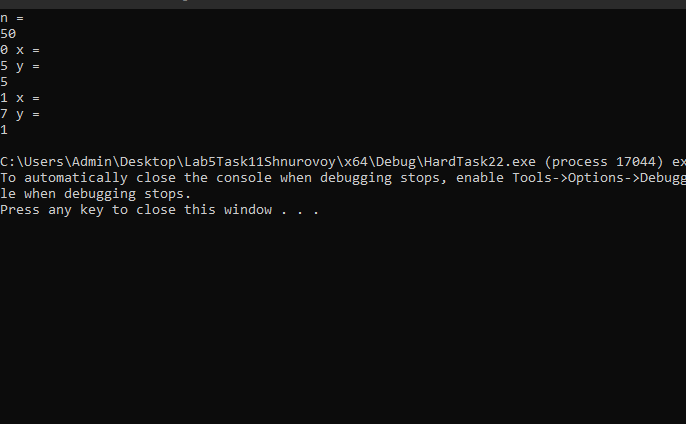 n =
50
0 x =
5 y =
5
1 x =
7 y =
1
C:\Users\Admin\Desktop\Lab5Task11Shnurovoy\x64\Debug\HardTask22.exe (process 17044) ex
To automatically close the console when debugging stops, enable Tools->Options->Debugg
le when debugging stops.
Press any key to close this window . . .